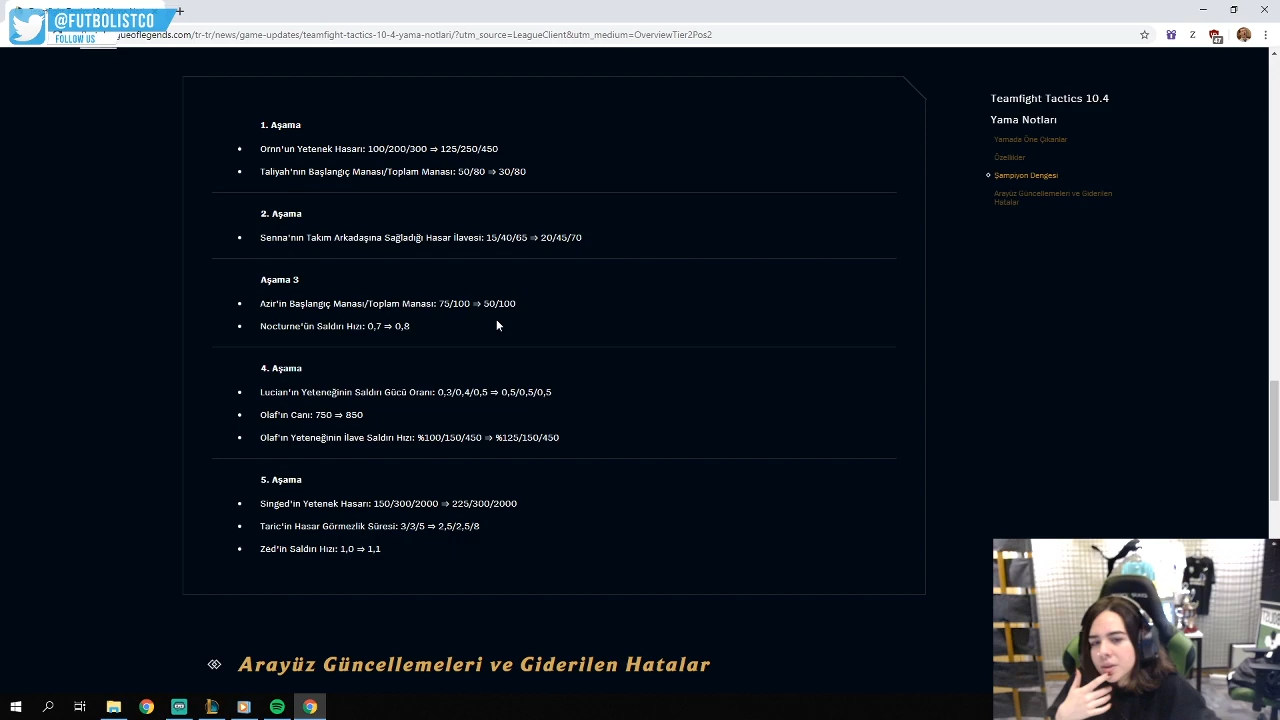 @FUTBOLISTCO
FOLLOW US
ueoflegends.com/tr-tr/news/game-updates/teamfight-tactics-10-4-yama-notlari/?utm_source=LeagueClient&utm_medium=OverviewTier2Pos2
Z
47
1. Aşama
Ornn'un Yetenek Hasarı: 100/200/300 ⇒ 125/250/450
Taliyah'nın Başlangıç Manası/Toplam Manası: 50/80 ⇒ 30/80
2. Aşama
Senna'nın Takım Arkadaşına Sağladığı Hasar İlavesi: 15/40/65 ⇒ 20/45/70
Aşama 3
Azir'in Başlangıç Manası/Toplam Manası: 75/100 ⇒ 50/100
Nocturne'ün Saldırı Hızı: 0,7 ⇒ 0,8
4. Aşama
Lucian'ın Yeteneğinin Saldırı Gücü Oranı: 0,3/0,4/0,5 ⇒ 0,5/0,5/0,5
Olaf'ın Canı: 750 ⇒ 850
Olaf'ın Yeteneğinin İlave Saldırı Hızı: %100/150/450 ⇒ %125/150/450
5. Aşama
Singed'in Yetenek Hasarı: 150/300/2000 ⇒ 225/300/2000
Taric'in Hasar Görmezlik Süresi: 3/3/5 ⇒ 2,5/2,5/8
Zed'in Saldırı Hızı: 1,0 ⇒ 1,1
Arayüz Güncellemeleri ve Giderilen Hatalar
Teamfight Tactics 10.4
Yama Notları
Yamada Öne Çıkanlar
Özellikler
Şampiyon Dengesi
Arayüz Güncellemeleri ve Giderilen
Hatalar